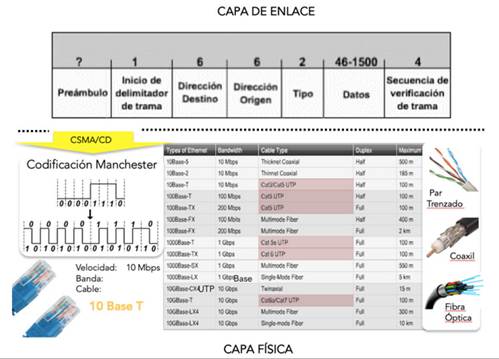 CAPA DE ENLACE
? 1 6 6 2 46-1500 4
Preámbulo Inicio de delimitador de trama Dirección Destino Dirección Origen Tipo Datos Secuencia de verificación de trama
CSMA/CD
Codificación Manchester
0 0 0 0 1 1 1 0
0 0 0 0 1 1 1 0
Velocidad: 10 Mbps
Banda: Base
Cable: UTP
10 Base T
Types of Ethernet Bandwidth Cable Type Duplex Maximum
10Base-5 10 Mbps Thicknet Coaxial Half 500 m
10Base-2 10 Mbps Thinnet Coaxial Half 185 m
10Base-T 10 Mbps Cat3/Cat5 UTP Half 100 m
100Base-T 100 Mbps Cat5 UTP Half 100 m
100Base-TX 200 Mbps Cat5 UTP Full 100 m
100Base-FX 100 Mbps Multimode Fiber Half 400 m
100Base-FX 200 Mbps Multimode Fiber Full 2 km
1000Base-T 1 Gbps Cat 5e UTP Full 100 m
1000Base-TX 1 Gbps Cat 6 UTP Full 100 m
1000Base-SX 1 Gbps Multimode Fiber Full 550 m
1000Base-LX 1 Gbps Single-Mode Fiber Full 5 km
10GBase-CX4 10 Gbps Twinaxial Full 15 m
10GBase-T 10 Gbps Cat6a/Cat7 UTP Full 100 m
10GBase-LX4 10 Gbps Multimode Fiber Full 300 m
10GBase-LX4 10 Gbps Single-mode Fiber Full 10 km
Par
Trenzado
Coaxil
Fibra
Óptica
CAPA FÍSICA